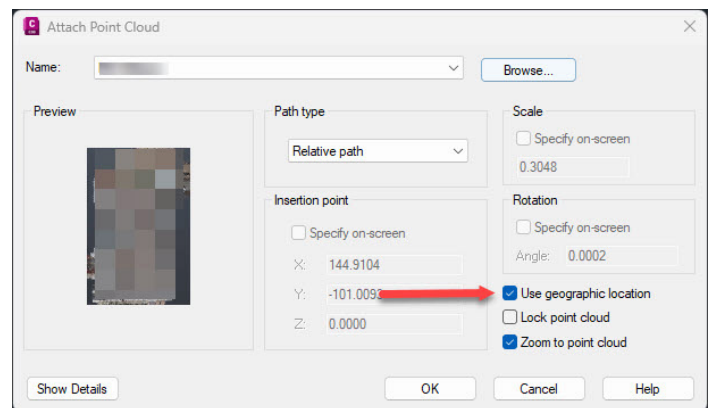 Attach Point Cloud
Name:
Browse...
Preview
Path type
Relative path
Scale
Specify on-screen
0.3048
Insertion point
Specify on-screen
X: 144.9104
Y: -101.0093
Z: 0.0000
Rotation
Specify on-screen
Angle: 0.0002
Use geographic location
Lock point cloud
Zoom to point cloud
Show Details
OK
Cancel
Help